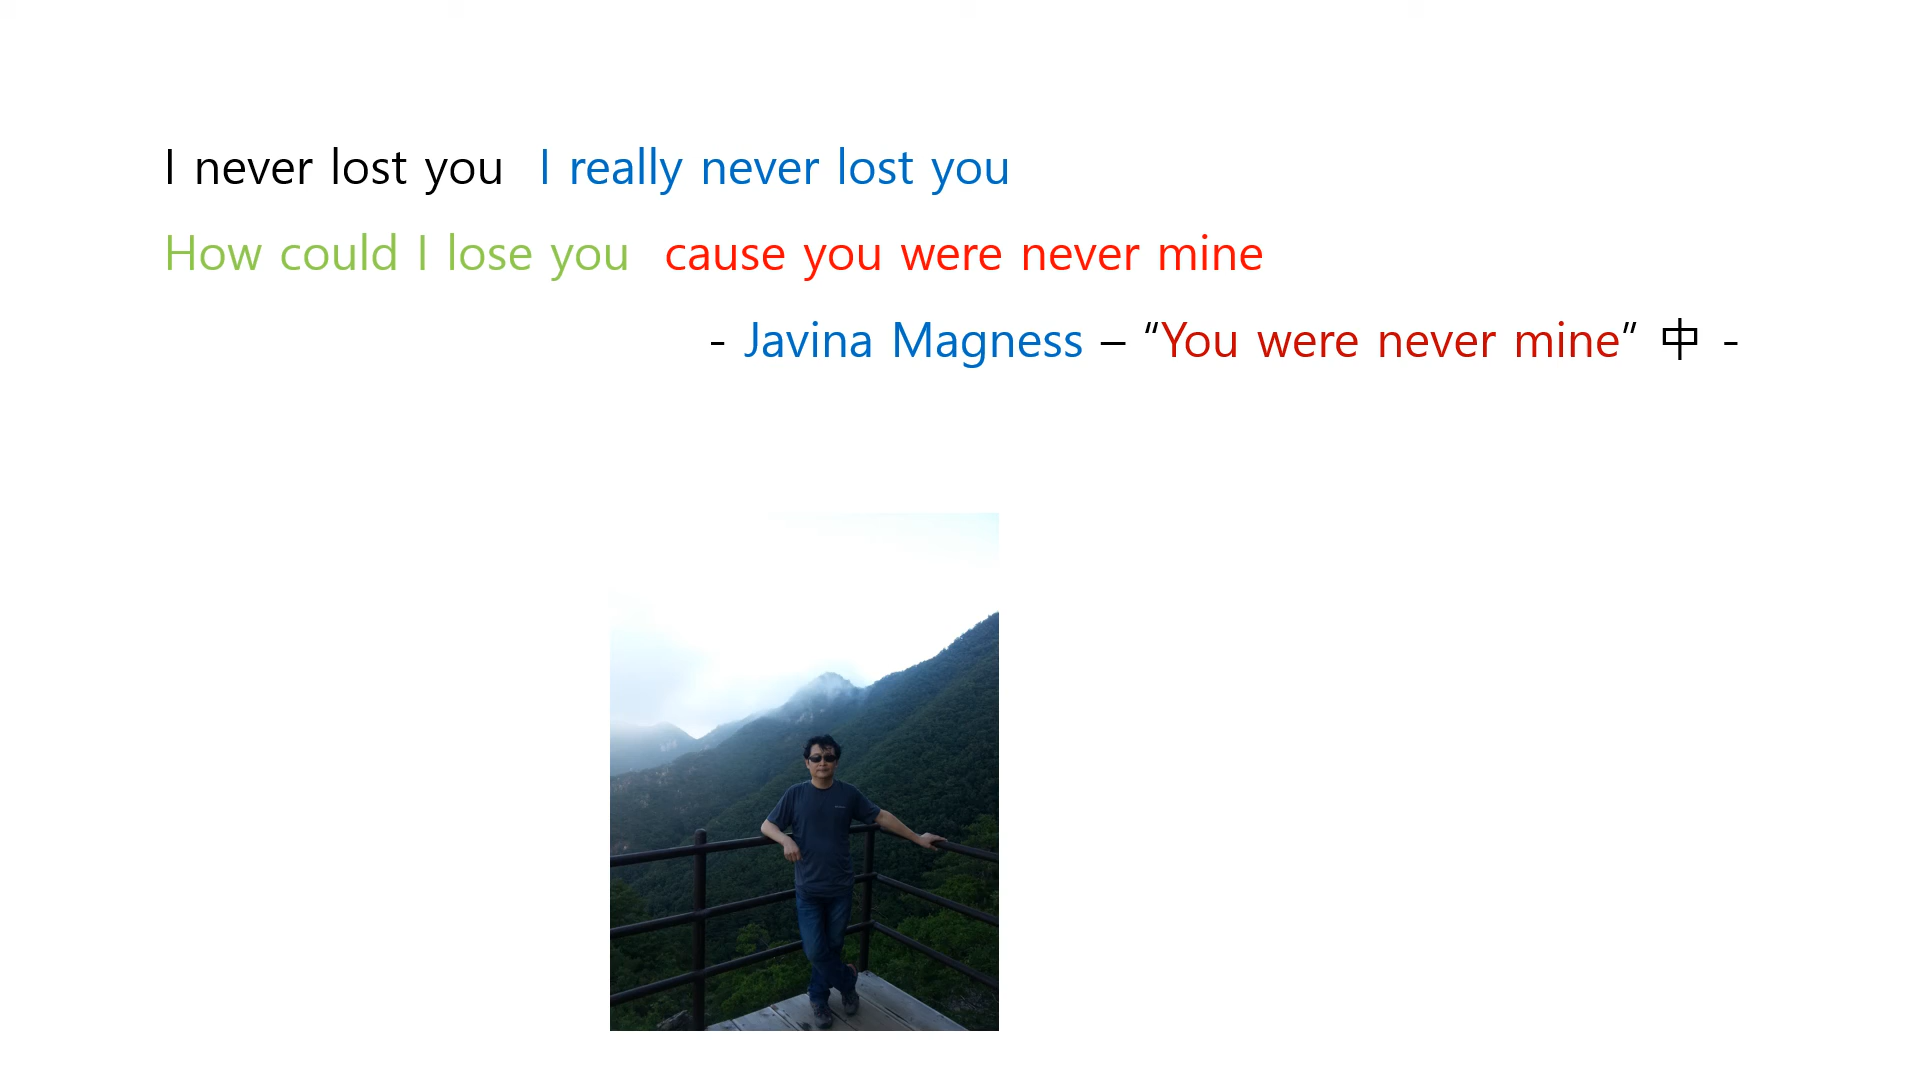 I never lost you  I really never lost you
How could I lose you  cause you were never mine
- Javina Magness – “You were never mine” 中 -